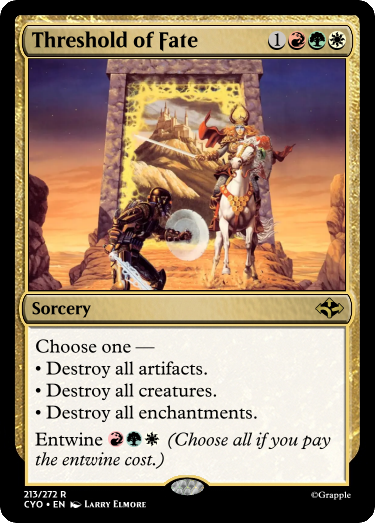 Threshold of Fate 1
Sorcery
Choose one —
• Destroy all artifacts.
• Destroy all creatures.
• Destroy all enchantments.
Entwine (Choose all if you pay
the entwine cost.)
213/272 R
CYO • EN Larry Elmore
©Grapple